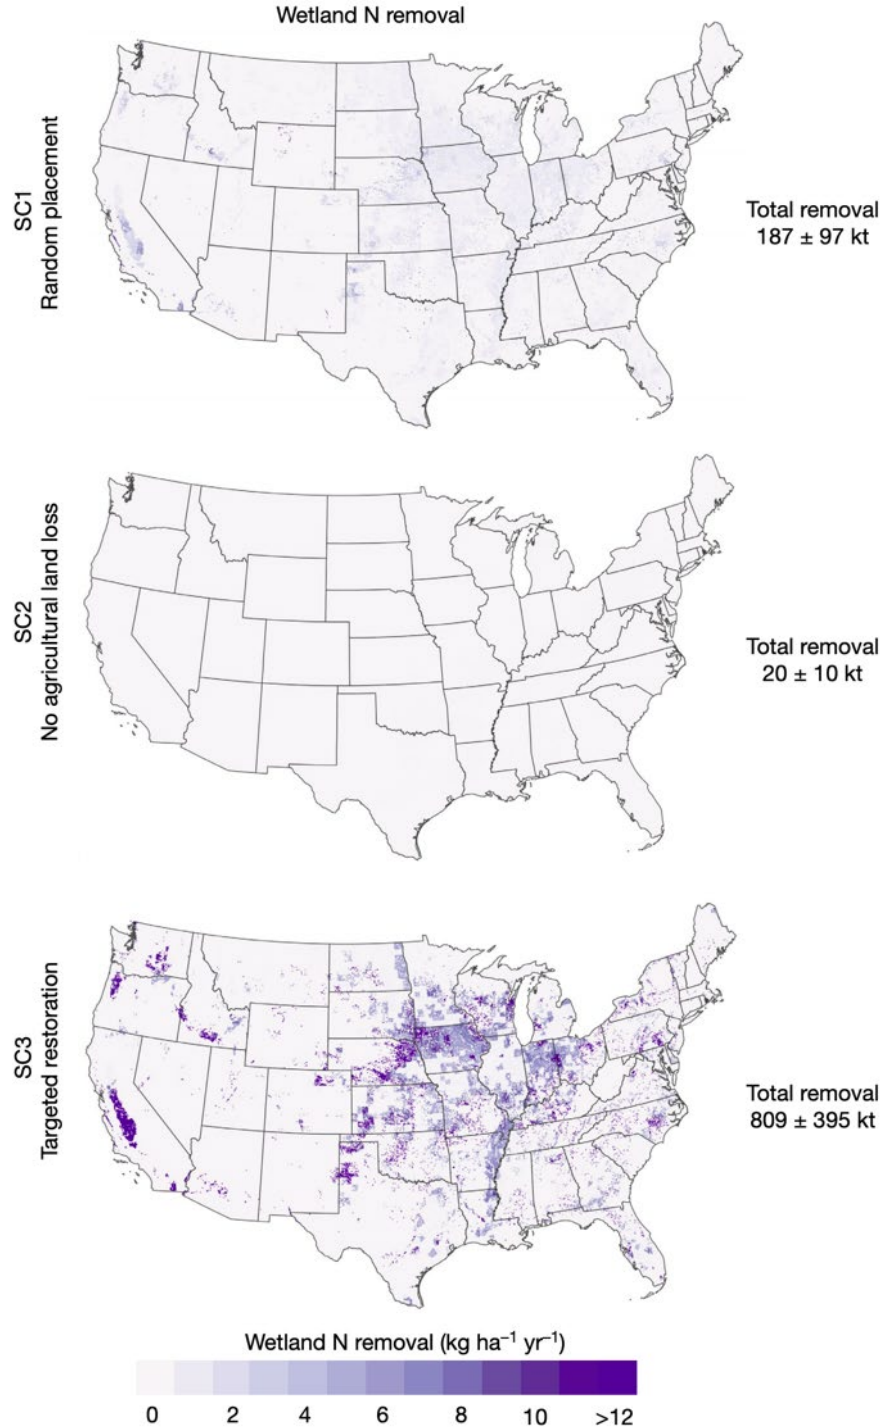 Wetland N removal
SC1
Random placement
Total removal
187 ± 97 kt
SC2
No agricultural land loss
Total removal
20 ± 10 kt
SC3
Targeted restoration
Total removal
809 ± 395 kt
Wetland N removal (kg ha⁻¹ yr⁻¹)
0 2 4 6 8 10 >12